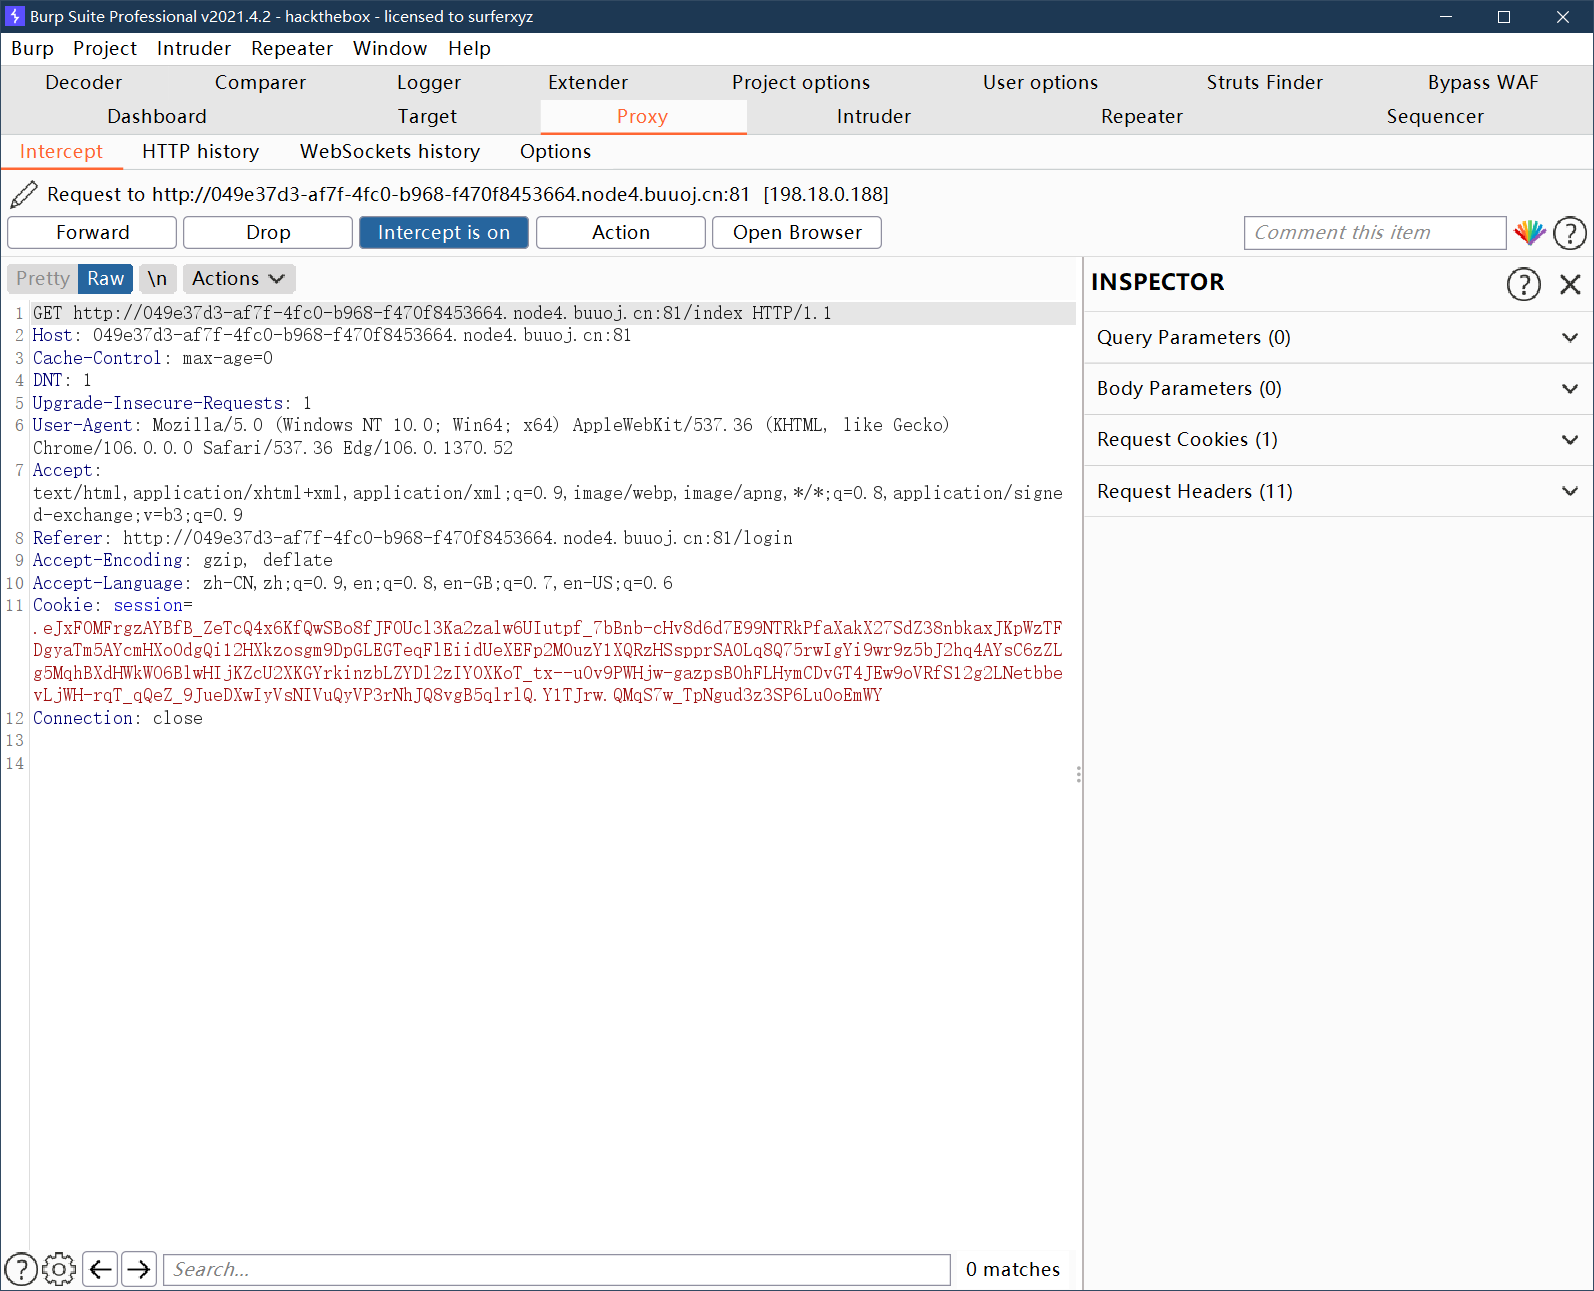 Burp Suite Professional v2021.4.2 - hackthebox - licensed to surferxyz
Burp Project Intruder Repeater Window Help
Decoder Comparer Logger Extender Project options User options Struts Finder Bypass WAF
Dashboard Target Proxy Intruder Repeater Sequencer
Intercept HTTP history WebSockets history Options
Request to http://049e37d3-af7f-4fc0-b968-f470f8453664.node4.buuoj.cn:81 [198.18.0.188]
Forward Drop Intercept is on Action Open Browser Comment this item ?
Pretty Raw \n Actions
INSPECTOR ?
1 GET http://049e37d3-af7f-4fc0-b968-f470f8453664.node4.buuoj.cn:81/index HTTP/1.1
2 Host: 049e37d3-af7f-4fc0-b968-f470f8453664.node4.buuoj.cn:81
3 Cache-Control: max-age=0
4 DNT: 1
5 Upgrade-Insecure-Requests: 1
6 User-Agent: Mozilla/5.0 (Windows NT 10.0; Win64; x64) AppleWebKit/537.36 (KHTML, like Gecko)
Chrome/106.0.0.0 Safari/537.36 Edg/106.0.1370.52
7 Accept:
text/html,application/xhtml+xml,application/xml;q=0.9,image/webp,image/apng,*/*;q=0.8,application/signe
d-exchange;v=b3;q=0.9
8 Referer: http://049e37d3-af7f-4fc0-b968-f470f8453664.node4.buuoj.cn:81/login
9 Accept-Encoding: gzip, deflate
10 Accept-Language: zh-CN,zh;q=0.9,en;q=0.8,en-GB;q=0.7,en-US;q=0.6
11 Cookie: session=
.eJxFOMFrgzAYBfB_ZeTcQ4x6KfQwSBo8fJF0Ucl3Ka2zalw6UIutpf_7bBnb-cHv8d6d7E99NTRkPfaXakX27SdZ38nbkaxJKpWzTF
DgyaTm5AYcmHXoOdgQi12HXkzosgm9DpGLEGTeqFlEiidUeXEFp2MOuzY1XQRzHSspprSAOLq8Q75rwIgYi9wr9z5bJ2hq4AYsC6zZL
g5MqhBXdHWkWO6BlwHIjKZcU2XKGYrkinzbLZYDl2zIYOXKoT_tx--u0v9PWHjw-gazpsBOhFLHymCDvGT4JEw9oVRfS12g2LNetbbe
vLjWH-rqT_qQeZ_9JueDXwIyVsNIVuQyVP3rNhJQ8vgB5qlrlQ.Y1TJrw.QMqS7w_TpNgud3z3SP6LuOoEmWY
12 Connection: close
13
14
Query Parameters (0)
Body Parameters (0)
Request Cookies (1)
Request Headers (11)
? Search... 0 matches